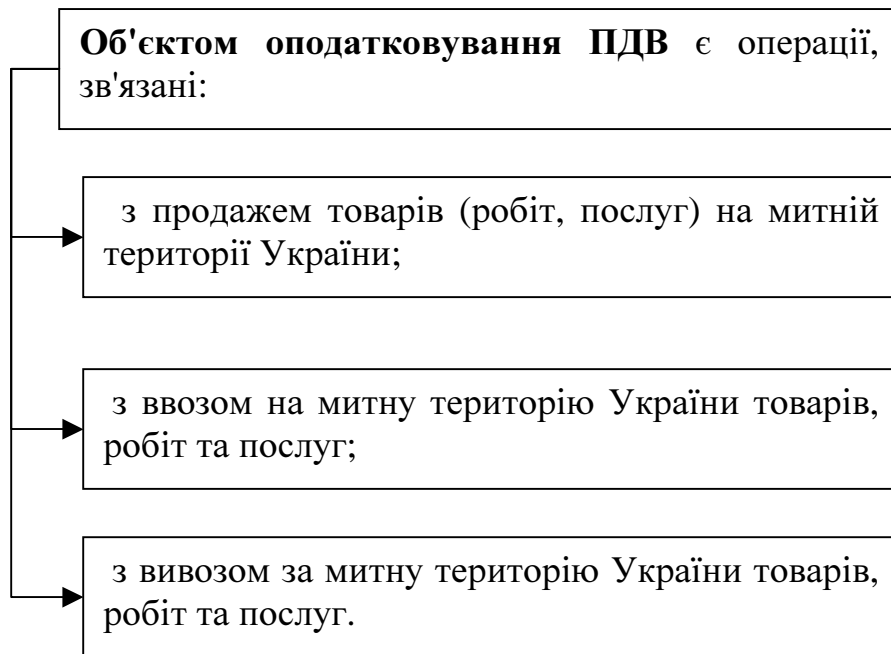 Об'єктом оподатковування ПДВ є операції,
зв'язані:
з продажем товарів (робіт, послуг) на митній
території України;
з ввозом на митну територію України товарів,
робіт та послуг;
з вивозом за митну територію України товарів,
робіт та послуг.